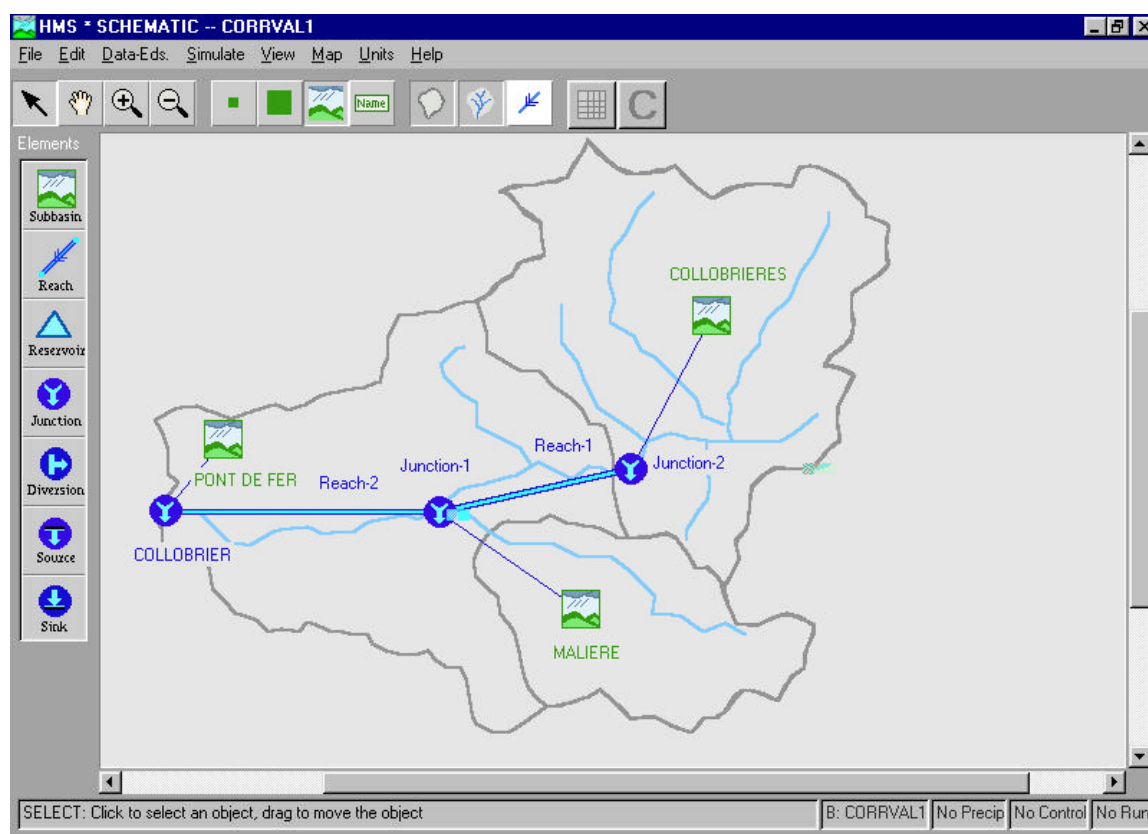 HMS * SCHEMATIC -- CORRVAL1
File Edit Data-Eds. Simulate View Map Units Help
Name
C
Elements
Subbasin
Reach
Reservoir
Junction
Diversion
Source
Sink
COLLOBRIERES
Reach-1
Junction-1
Junction-2
PONT DE FER
Reach-2
COLLOBRIER
MALIERE
SELECT: Click to select an object, drag to move the object
B: CORRVAL1
No Precip
No Control
No Run